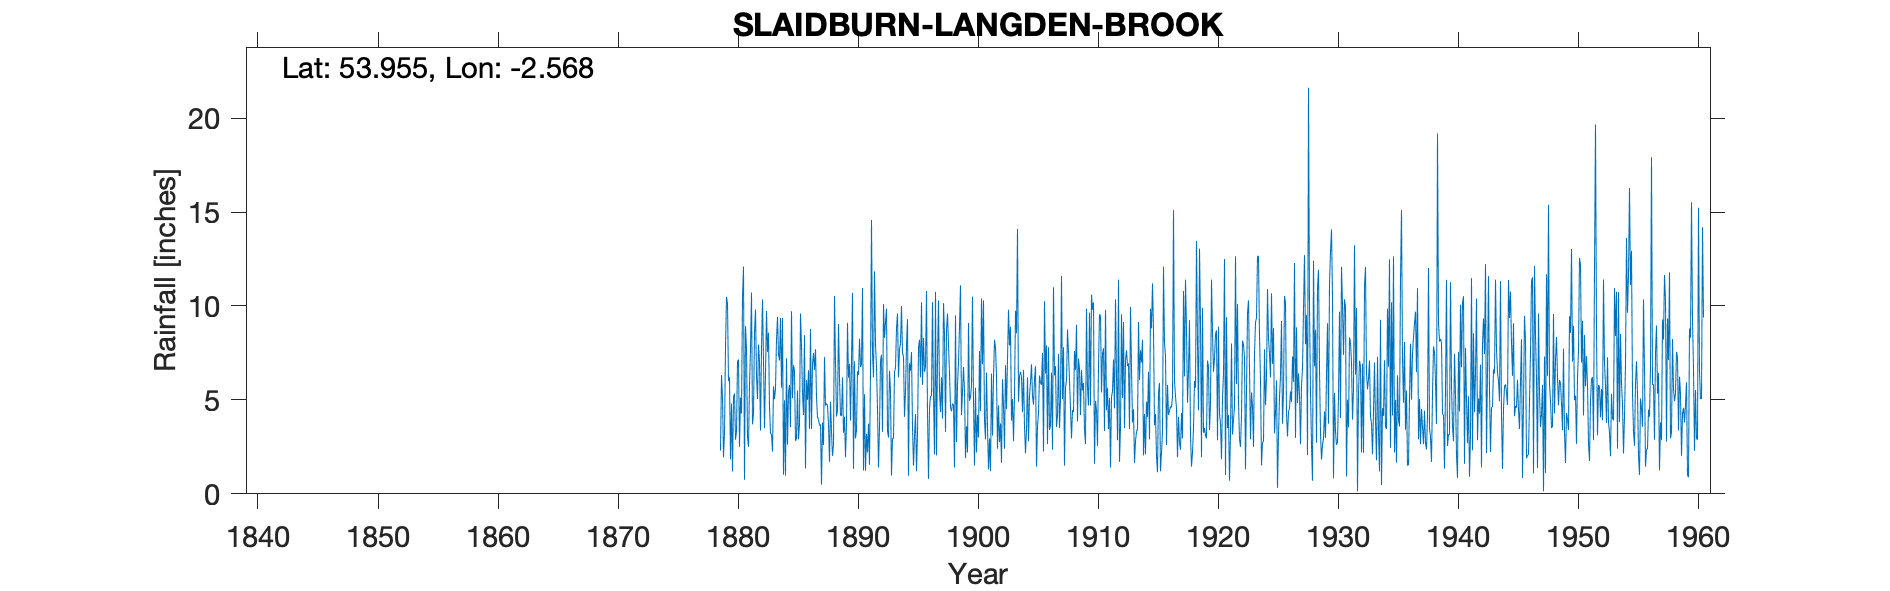 SLAIDBURN-LANGDEN-BROOK
Lat: 53.955, Lon: -2.568
Rainfall [inches]
20
15
10
5
0
1840 1850 1860 1870 1880 1890 1900 1910 1920 1930 1940 1950 1960
Year